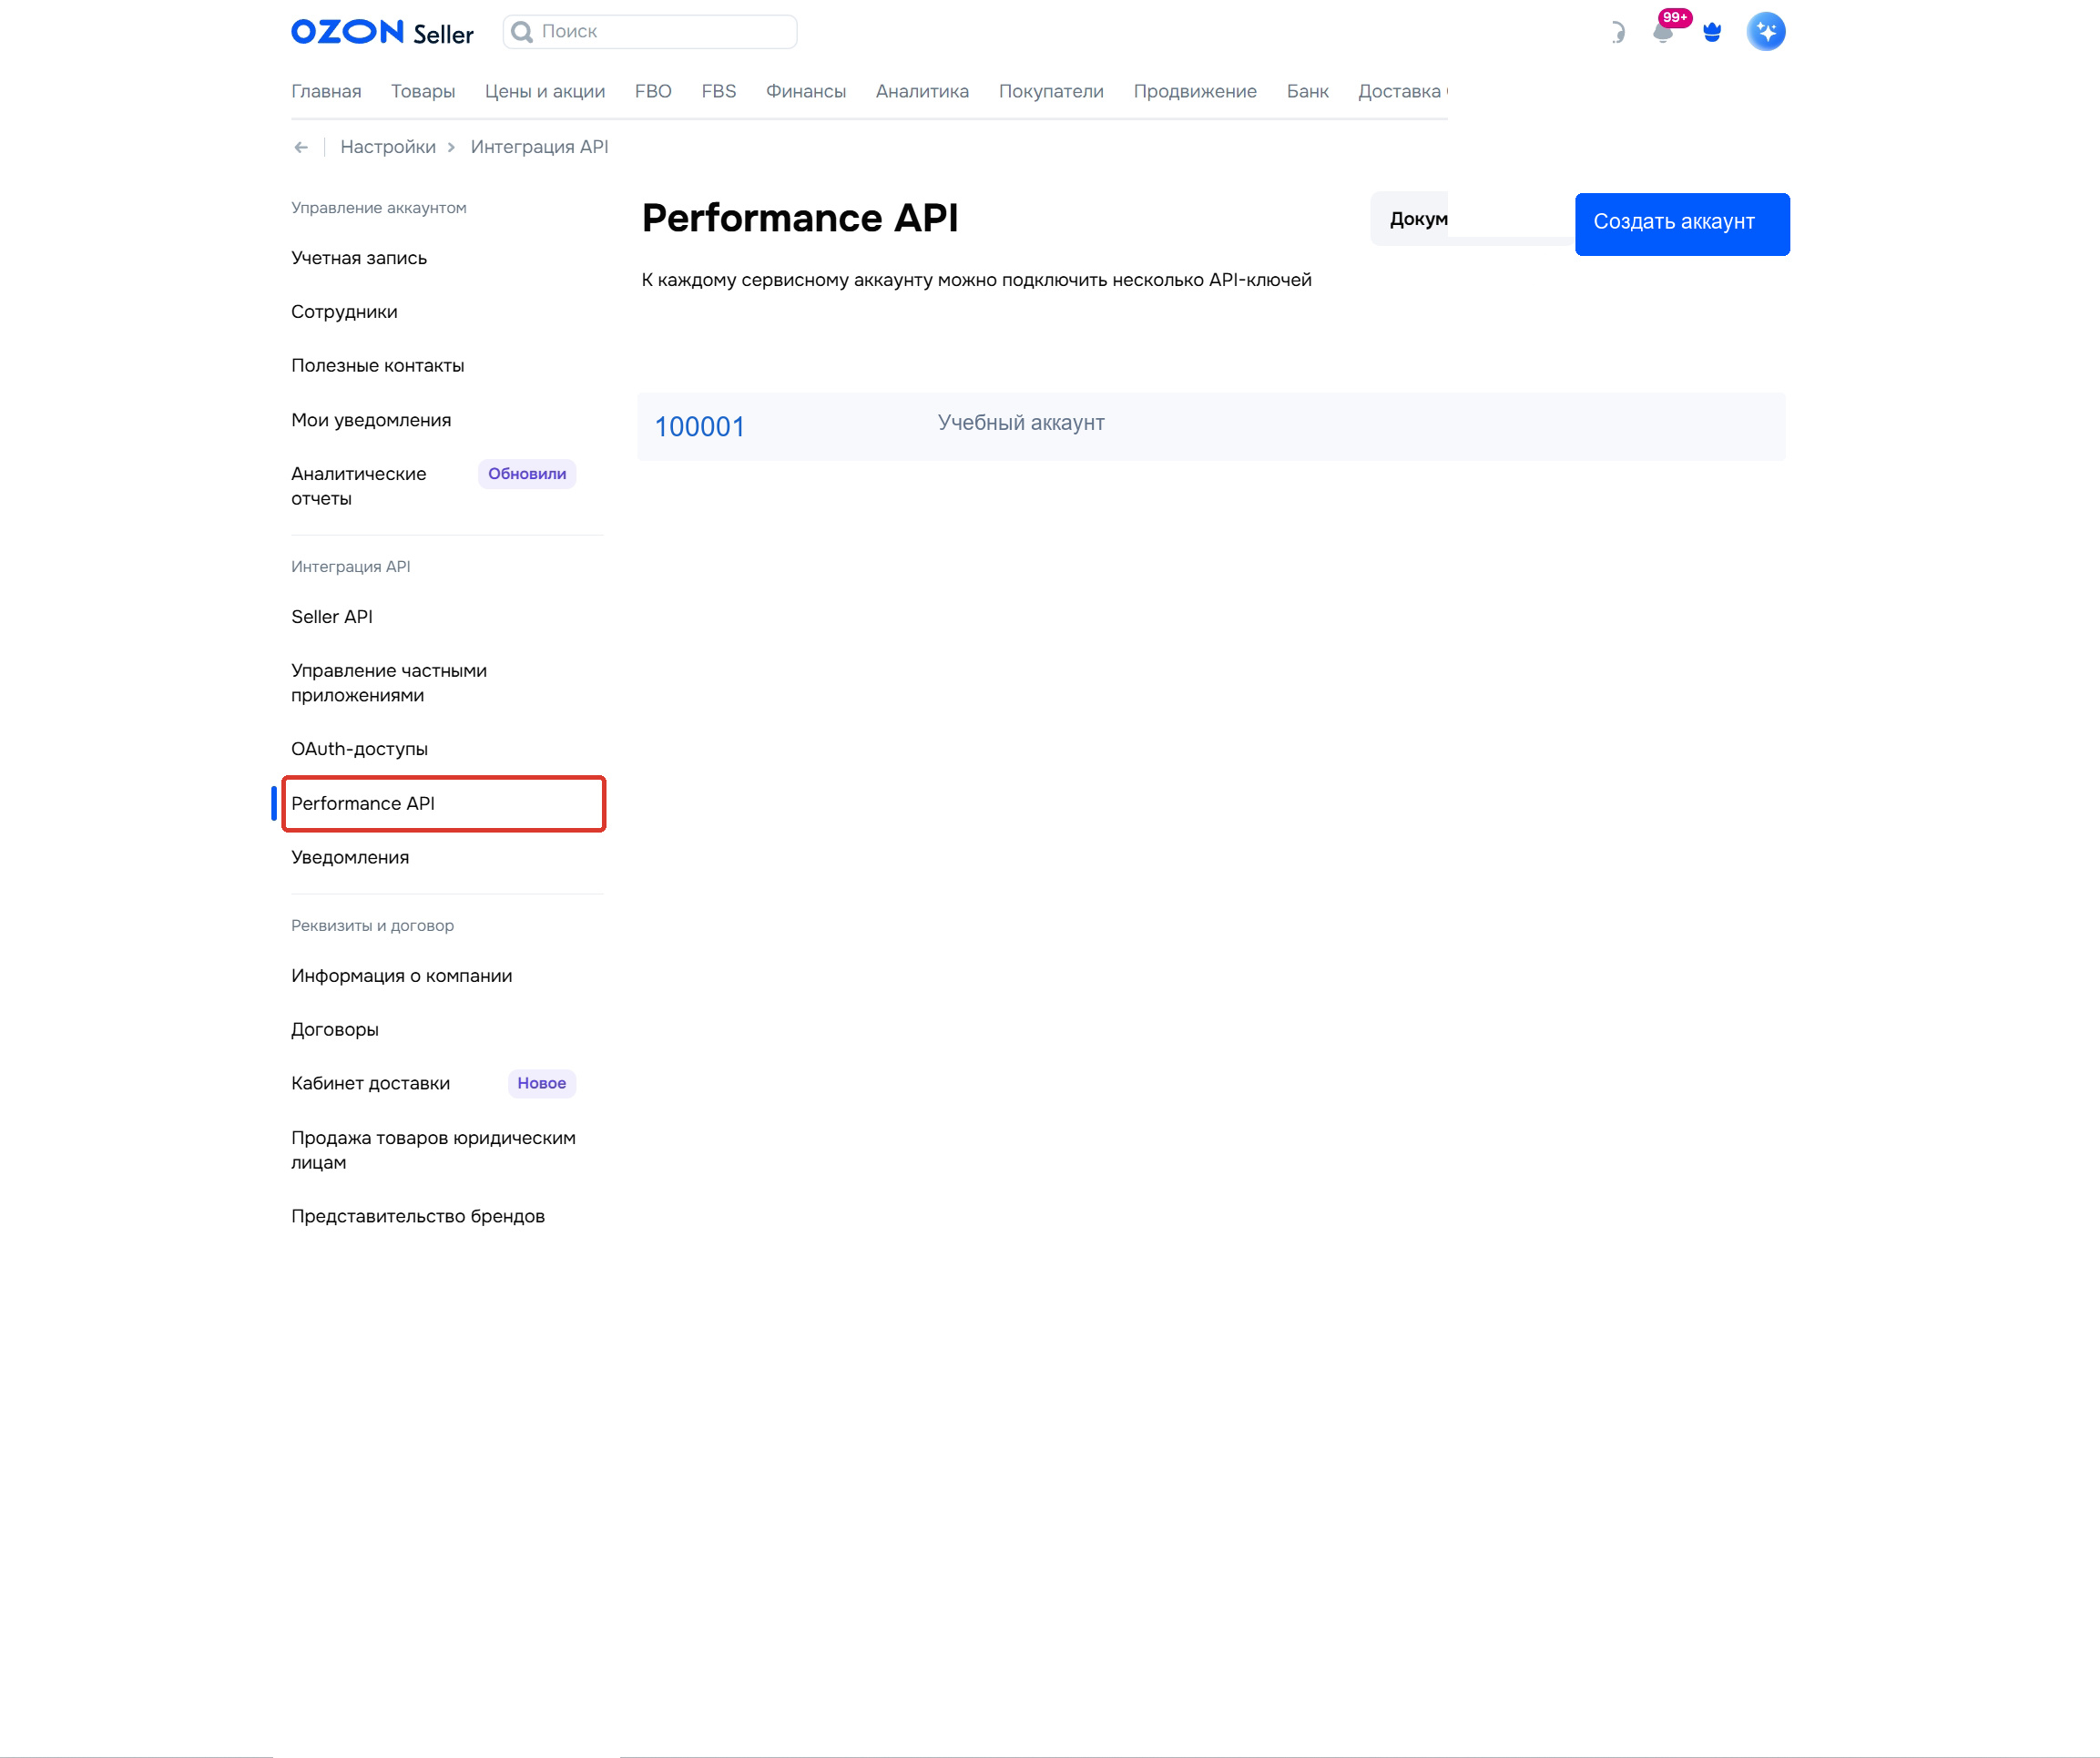 OZON Seller
Поиск
99+
Главная Товары Цены и акции FBO FBS Финансы Аналитика Покупатели Продвижение Банк Доставка
Настройки Интеграция API
Управление аккаунтом
Учетная запись
Сотрудники
Полезные контакты
Мои уведомления
Аналитические
отчеты
Обновили
Интеграция API
Seller API
Управление частными
приложениями
OAuth-доступы
Performance API
Уведомления
Реквизиты и договор
Информация о компании
Договоры
Кабинет доставки Новое
Продажа товаров юридическим
лицам
Представительство брендов
Performance API
Докум
Создать аккаунт
К каждому сервисному аккаунту можно подключить несколько API-ключей
100001 Учебный аккаунт